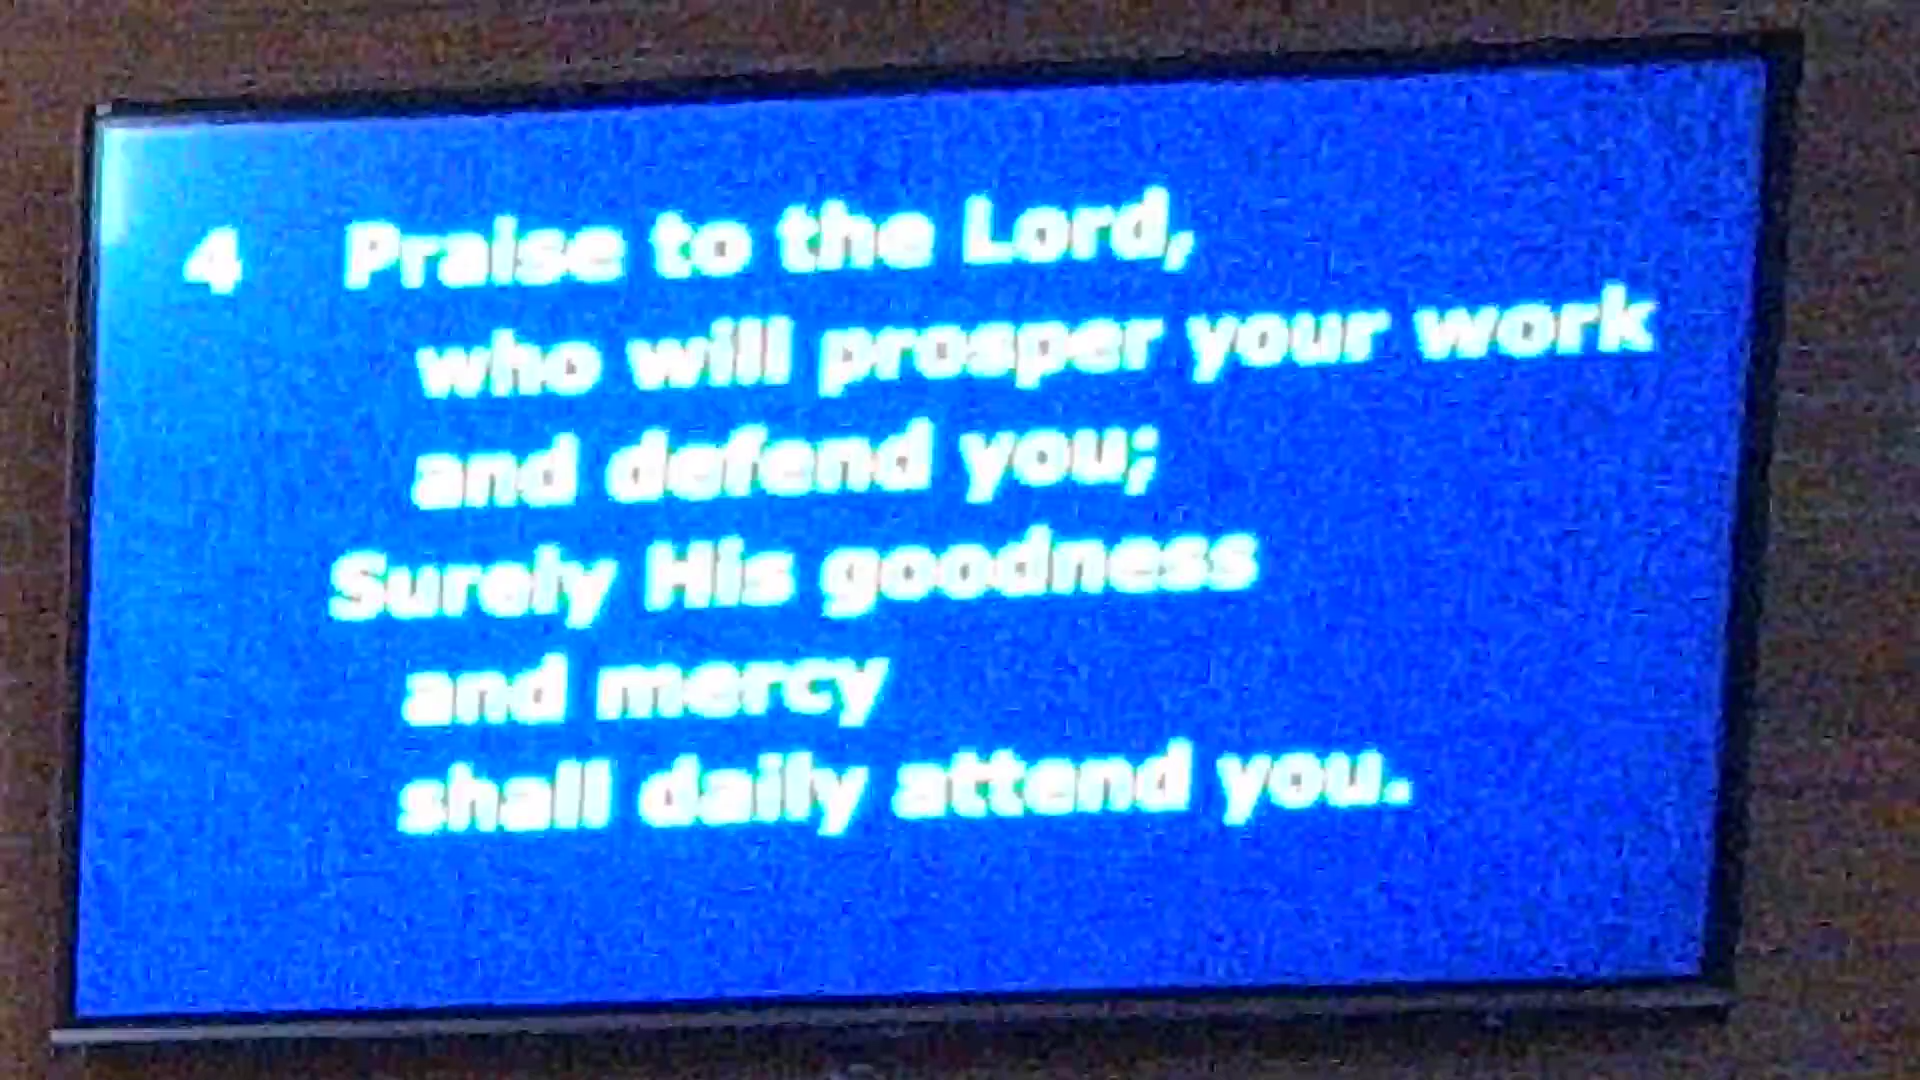 4 Praise to the Lord,
who will prosper your work
and defend you;
Surely His goodness
and mercy
shall daily attend you.